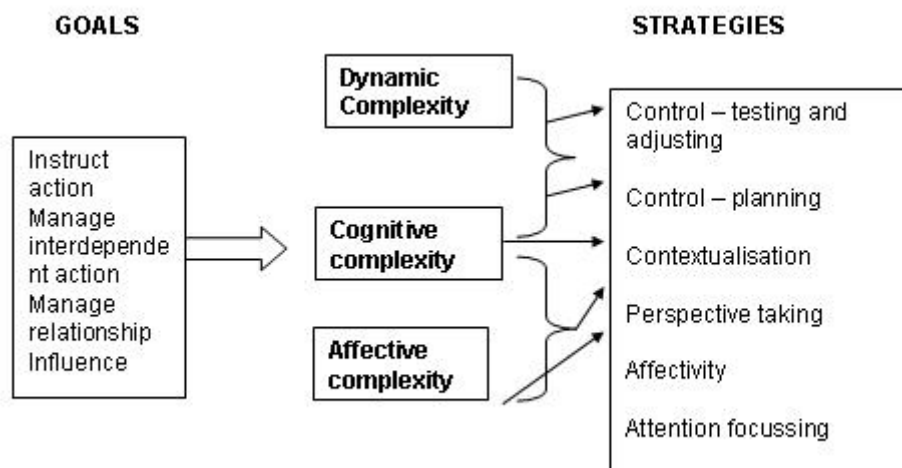 GOALS
STRATEGIES
Instruct
action
Manage
interdepende
nt action
Manage
relationship
Influence
Dynamic
Complexity
Cognitive
complexity
Affective
complexity
Control – testing and
adjusting
Control – planning
Contextualisation
Perspective taking
Affectivity
Attention focussing